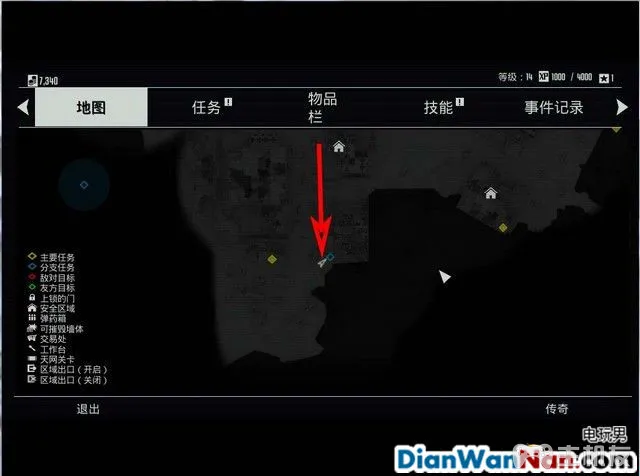 7,340
等级：14 XP 1000 / 4000 1
地图
任务
物品栏
技能
事件记录
主要任务
分支任务
敌对目标
友方目标
上锁的门
安全区域
弹药箱
可摧毁墙体
交易处
工作台
天网关卡
区域出口（开启）
区域出口（关闭）
退出
传奇
电玩男
DianWanNan.com